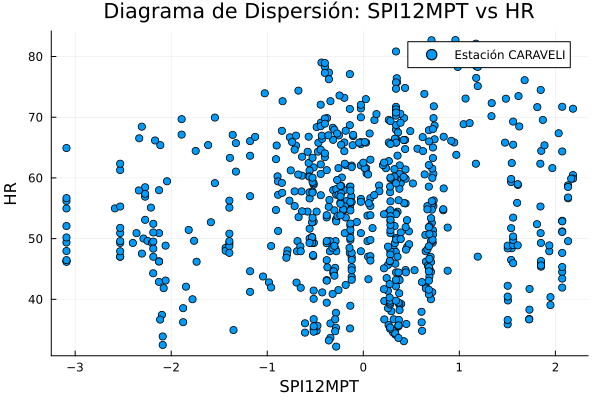 Diagrama de Dispersión: SPI12MPT vs HR
Estación CARAVELI
80
70
60
50
40
HR
−3
−2
−1
0
1
2
SPI12MPT